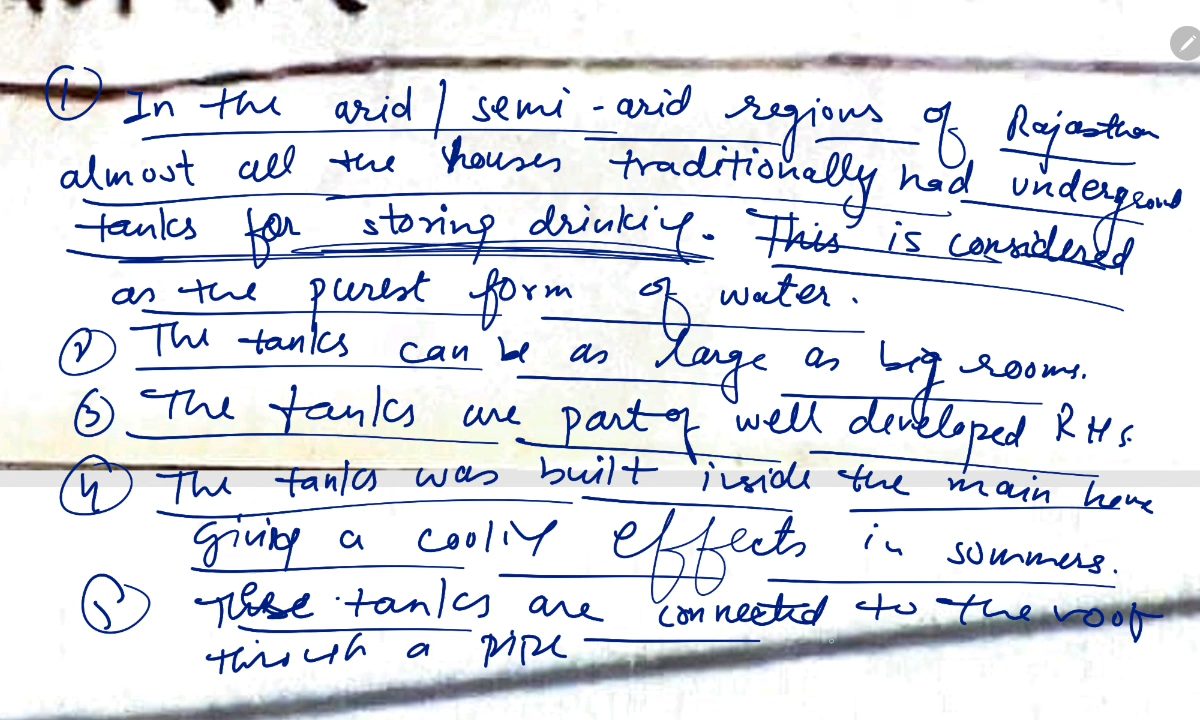 ① In the arid / semi-arid regions of Rajasthan
almost all the houses traditionally had underground
tanks for storing drinking. This is considered
as the purest form of water.
② The tanks can be as large as big rooms.
③ The tanks are part of well developed RHs.
④ The tanks was built inside the main house
giving a cooling effects in summers.
⑤ These tanks are connected to the roof
through a pipe